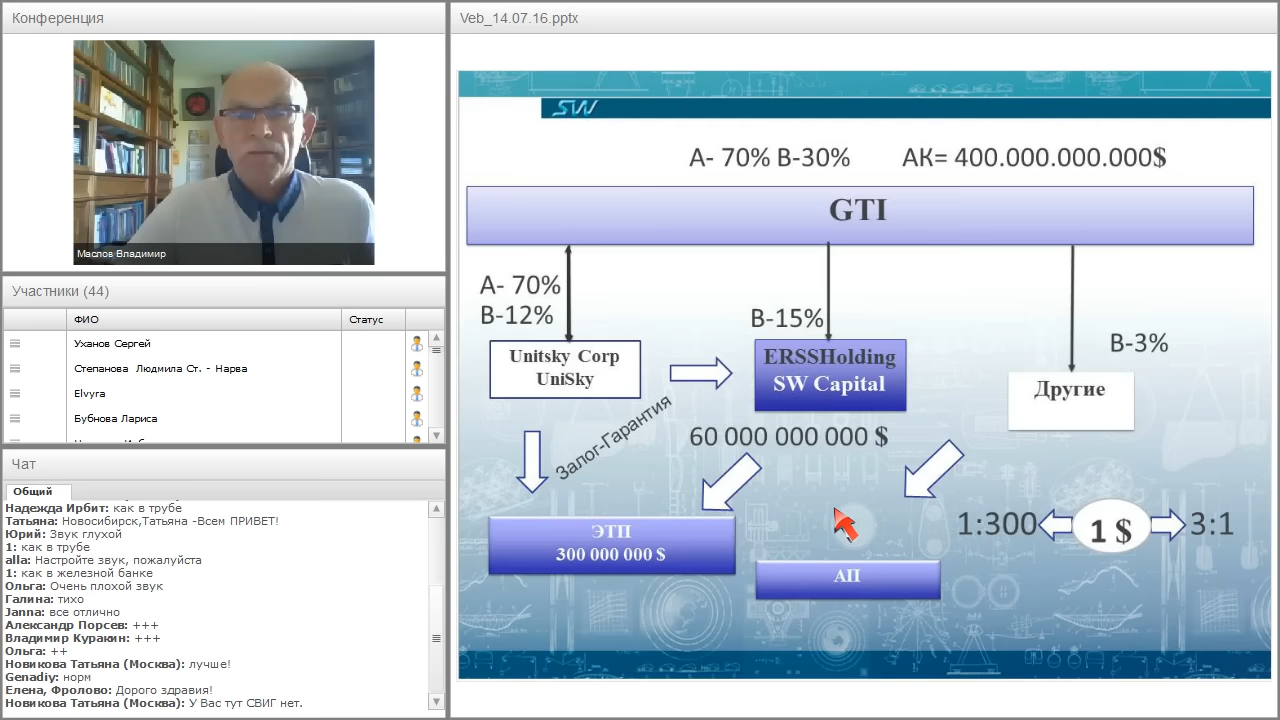 Конференция
Маслов Владимир
Участники (44)
ФИО
Статус
Уханов Сергей
Степанова Людмила Ст. - Нарва
Elvyra
Бубнова Лариса
Чат
Общий
Надежда Ирбит: как в трубе
Татьяна: Новосибирск,Татьяна -Всем ПРИВЕТ!
Юрий: Звук глухой
1: как в трубе
alla: Настройте звук, пожалуйста
1: как в железной банке
Ольга: Очень плохой звук
Галина: тихо
Janna: все отлично
Александр Порсев: +++
Владимир Куракин: +++
Ольга: ++
Новикова Татьяна (Москва): лучше!
Genadiy: норм
Елена, Фролово: Дорого здравия!
Новикова Татьяна (Москва): У Вас тут СВИГ нет.
Veb_14.07.16.pptx
SW
А- 70% В-30%
АК= 400.000.000.000$
GTI
А- 70%
В-12%
В-15%
В-3%
Unitsky Corp
UniSky
ERSSHolding
SW Capital
Другие
Залог-Гарантия
60 000 000 000 $
ЭТП
300 000 000 $
АП
1:300
1 $
3:1